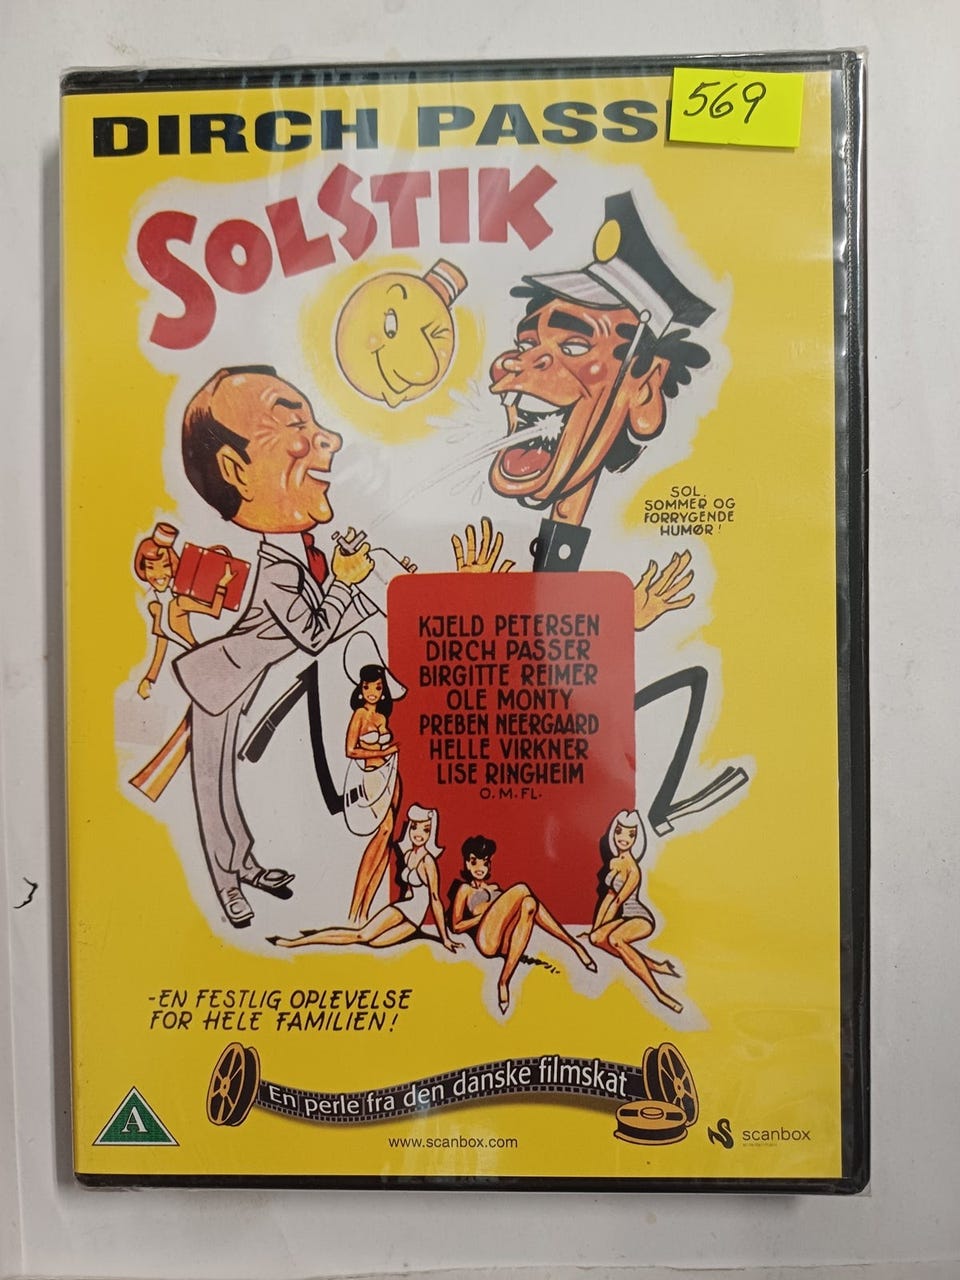 DIRCH PASS
569
SOLSTIK
SOL,
SOMMER OG
FORRYGENDE
HUMØR!
KJELD PETERSEN
DIRCH PASSER
BIRGITTE REIMER
OLE MONTY
PREBEN NEERGAARD
HELLE VIRKNER
LISE RINGHEIM
O.M.FL.
-EN FESTLIG OPLEVELSE
FOR HELE FAMILIEN!
En perle fra den danske filmskat
A
www.scanbox.com
scanbox